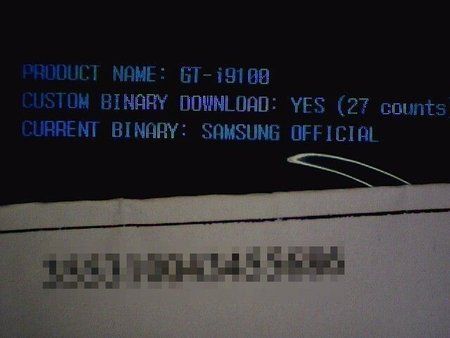 PRODUCT NAME: GT-i9100
CUSTOM BINARY DOWNLOAD: YES (27 counts
CURRENT BINARY: SAMSUNG OFFICIAL